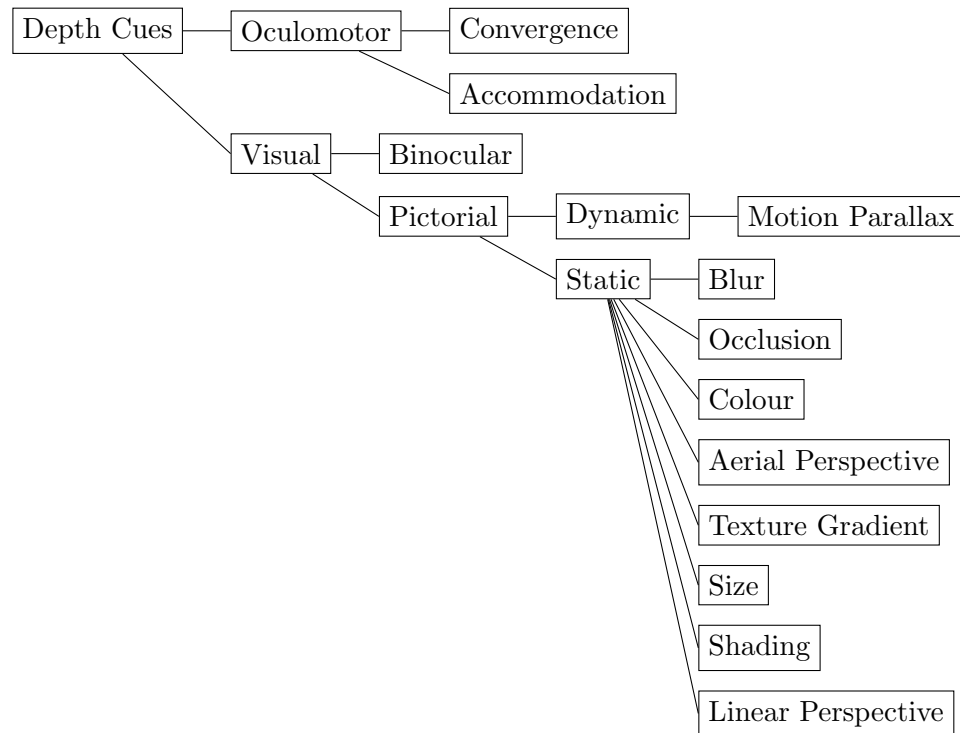 Depth Cues
Oculomotor
Convergence
Accommodation
Visual
Binocular
Pictorial
Dynamic
Motion Parallax
Static
Blur
Occlusion
Colour
Aerial Perspective
Texture Gradient
Size
Shading
Linear Perspective